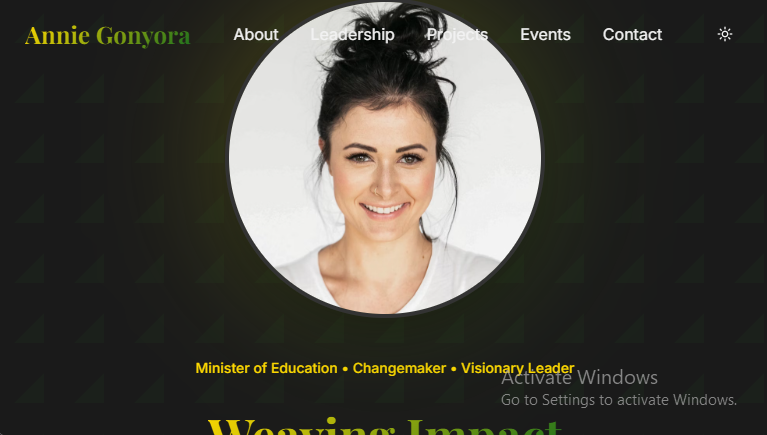 Annie Gonyora About Leadership Projects Events Contact
Minister of Education • Changemaker • Visionary Leader
Activate Windows
Go to Settings to activate Windows.
Weaving Impact